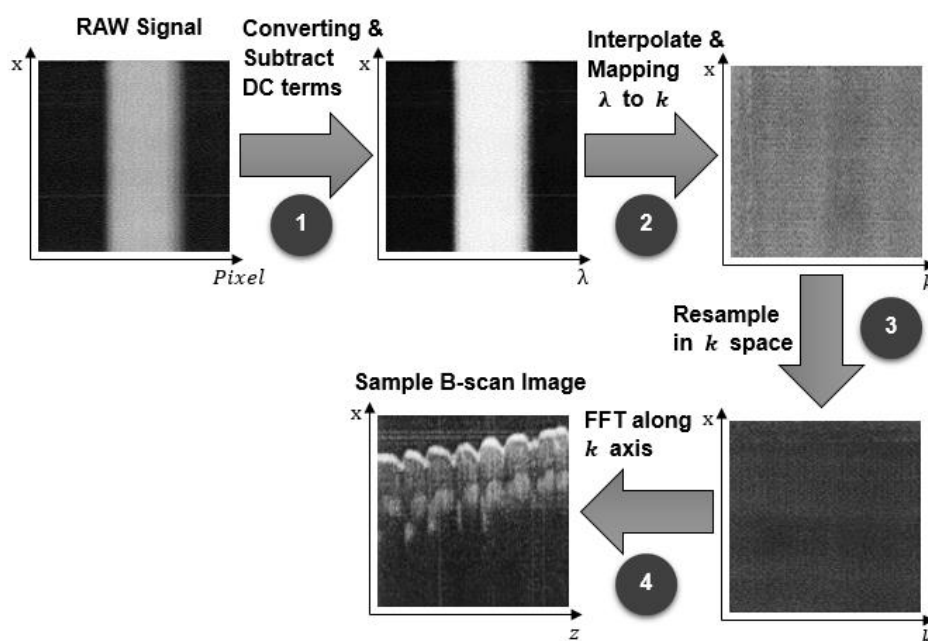 RAW Signal
x
Pixel
Converting &
Subtract
DC terms
1
x
λ
Interpolate &
Mapping
λ to k
2
x
k
Resample
in k space
3
x
k
FFT along
k axis
4
Sample B-scan Image
x
z